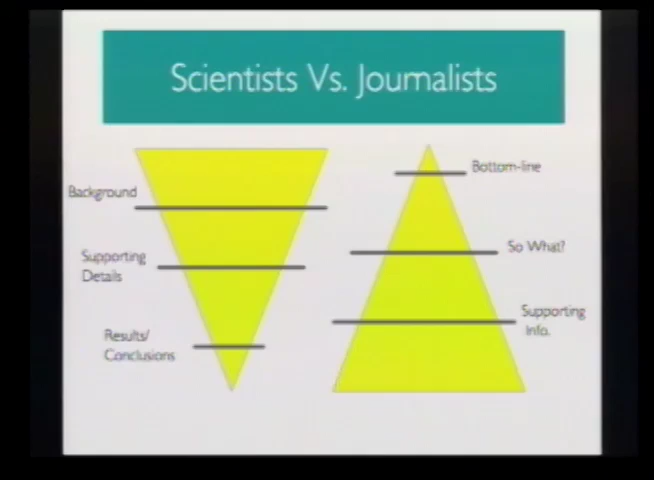 Scientists Vs. Journalists
Background
Supporting
Details
Results/
Conclusions
Bottom-line
So What?
Supporting
Info.